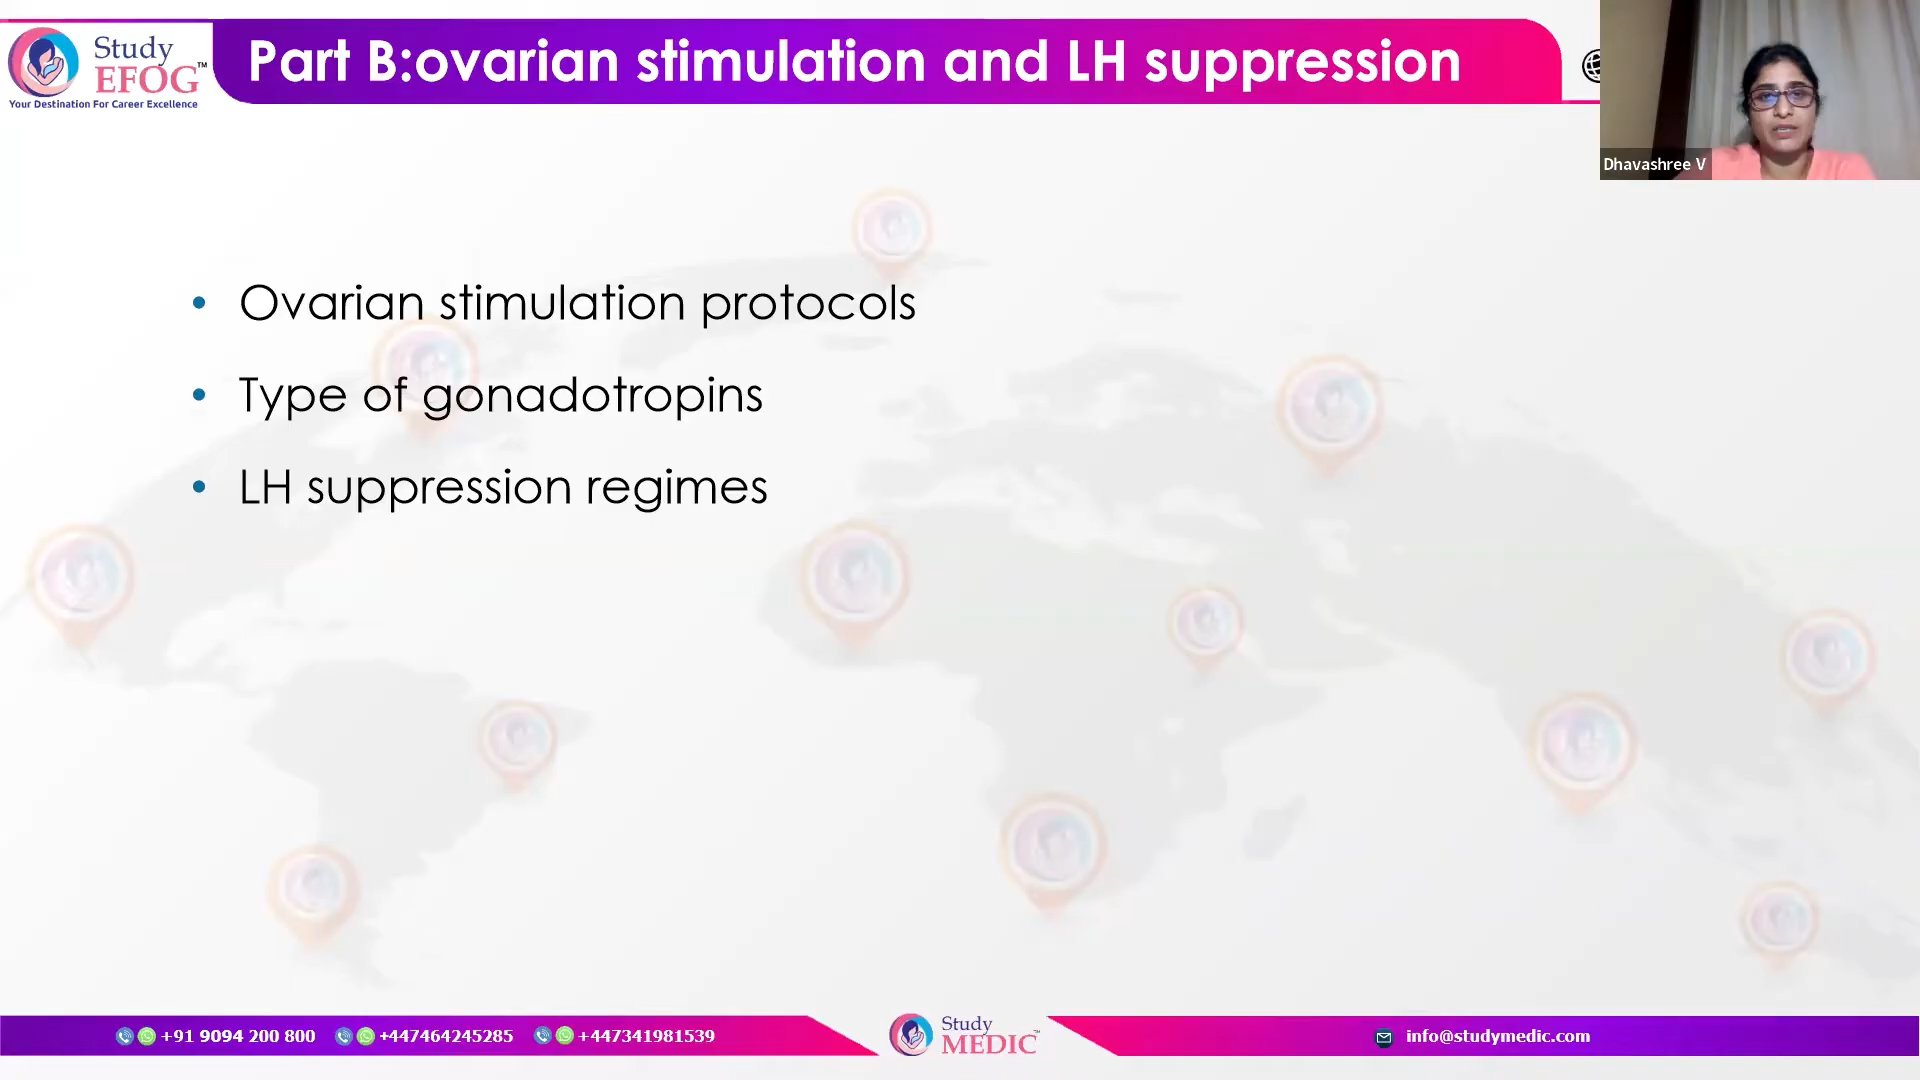 Study
EFOG™
Your Destination For Career Excellence
Part B:ovarian stimulation and LH suppression
Dhavashree V
• Ovarian stimulation protocols
• Type of gonadotropins
• LH suppression regimes
+91 9094 200 800 +447464245285 +447341981539
Study
MEDIC™
info@studymedic.com